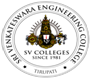 SRI VENKATESWARA ENGINEERING COLLEGE
SV COLLEGES
SINCE 1981
TIRUPATI